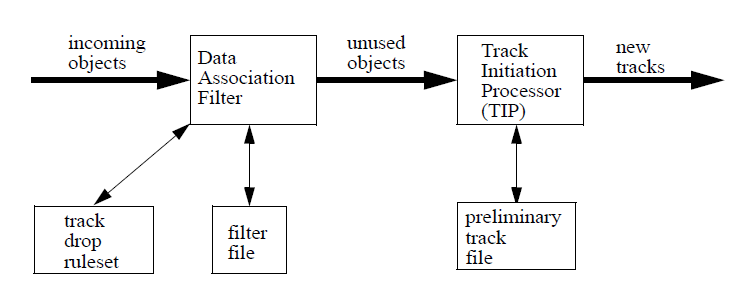 incoming
objects
Data
Association
Filter
unused
objects
Track
Initiation
Processor
(TIP)
new
tracks
track
drop
ruleset
filter
file
preliminary
track
file